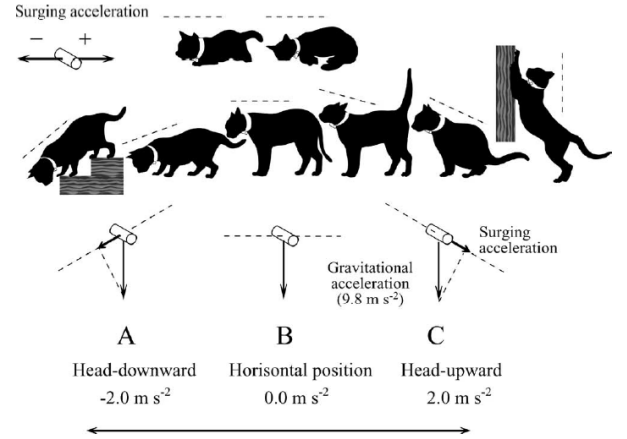 Surging acceleration
− +
Surging
acceleration
Gravitational
acceleration
(9.8 m s-2)
A B C
Head-downward Horisontal position Head-upward
-2.0 m s-2 0.0 m s-2 2.0 m s-2